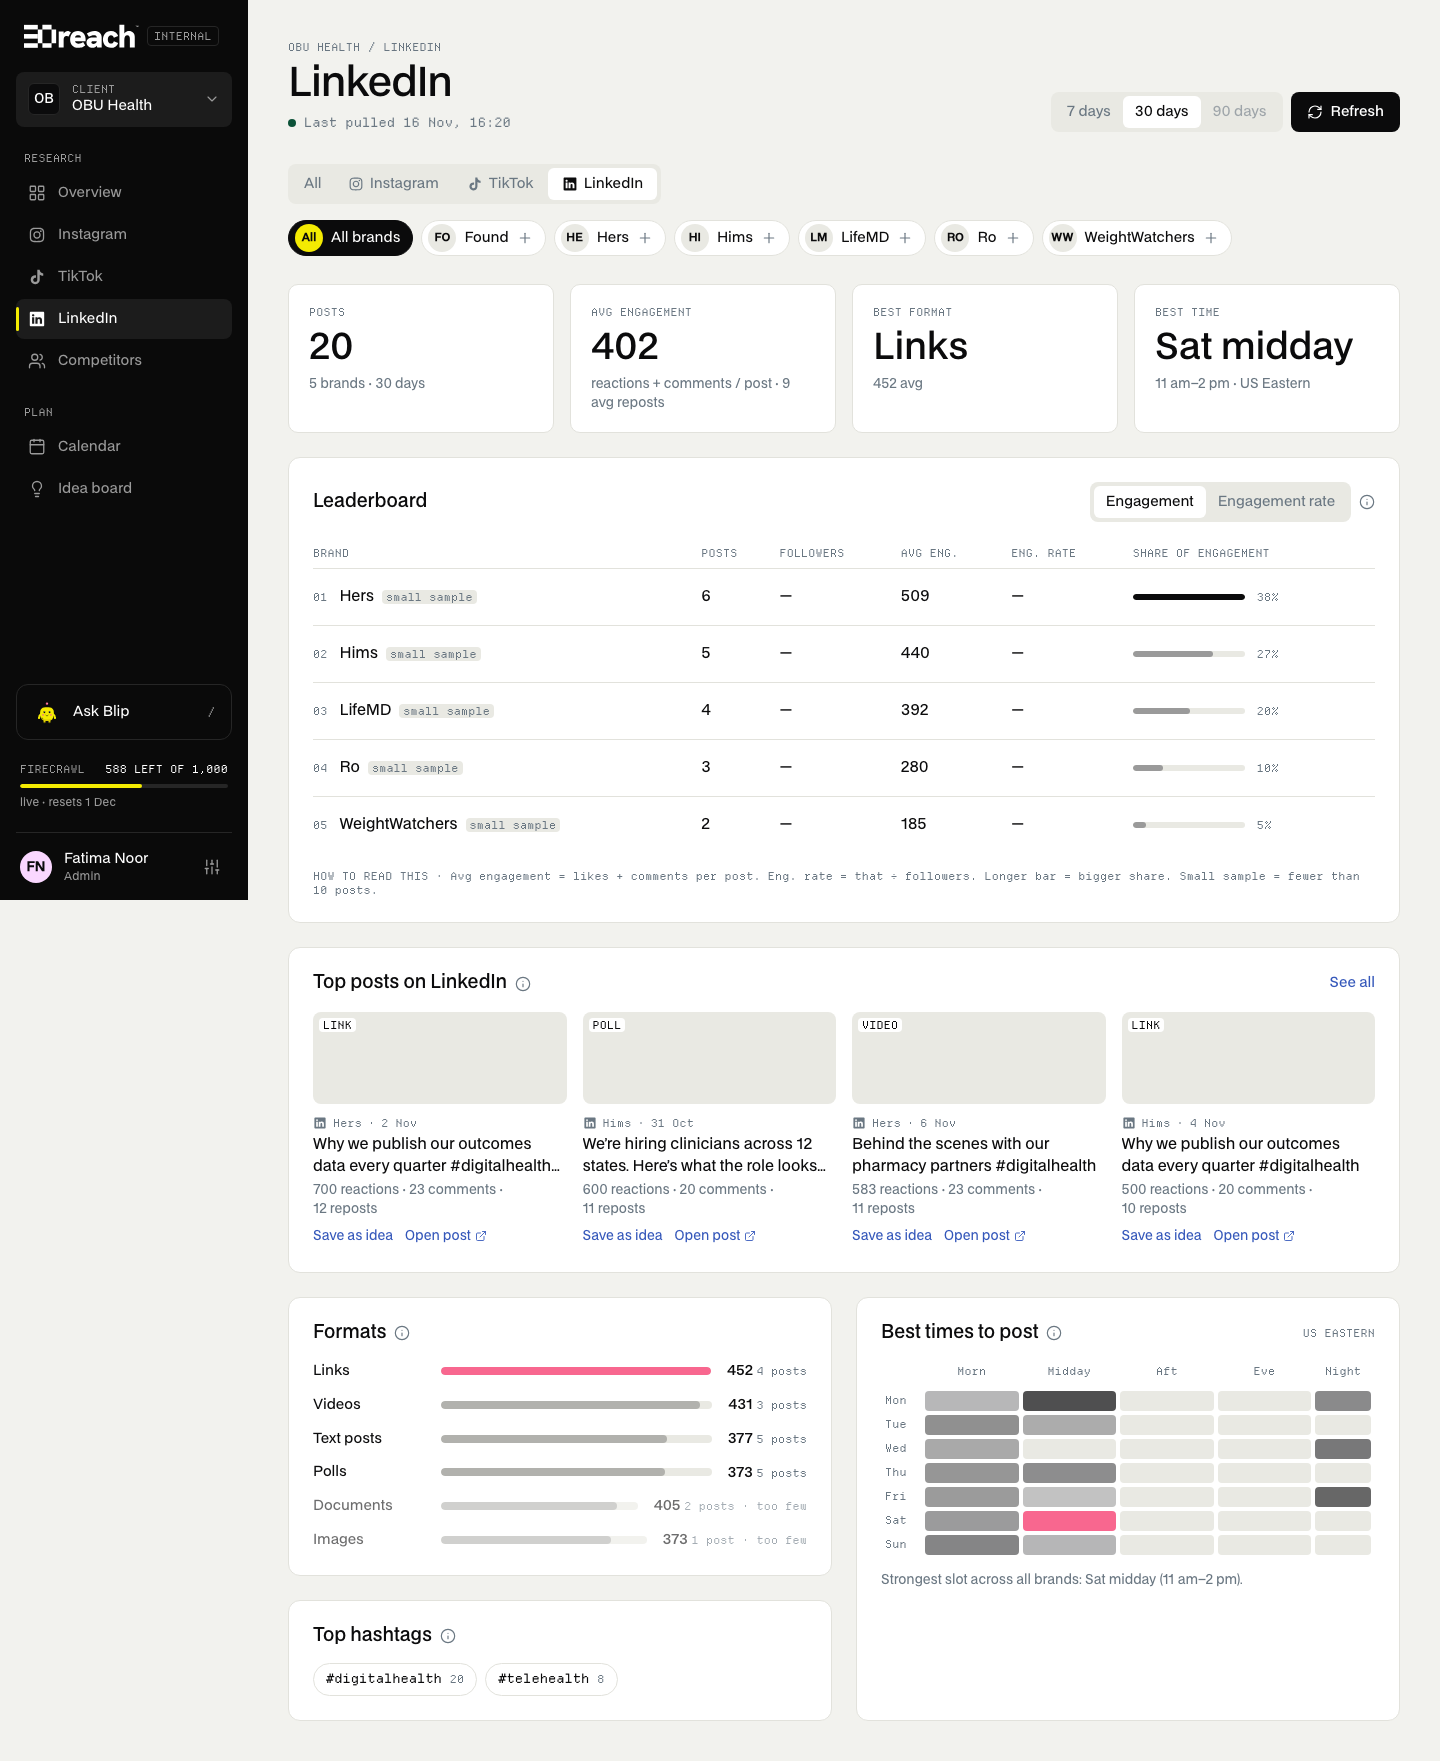 reach INTERNAL
OB CLIENT
OBU Health
RESEARCH
Overview
Instagram
TikTok
LinkedIn
Competitors
PLAN
Calendar
Idea board
Ask Blip /
FIRECRAWL 588 LEFT OF 1,000
live · resets 1 Dec
FN Fatima Noor
Admin
OBU HEALTH / LINKEDIN
LinkedIn
Last pulled 16 Nov, 16:20
7 days 30 days 90 days Refresh
All Instagram TikTok LinkedIn
All All brands FO Found + HE Hers + HI Hims + LM LifeMD + RO Ro + WW WeightWatchers +
POSTS
20
5 brands · 30 days
AVG ENGAGEMENT
402
reactions + comments / post · 9
avg reposts
BEST FORMAT
Links
452 avg
BEST TIME
Sat midday
11 am–2 pm · US Eastern
Leaderboard Engagement Engagement rate
BRAND POSTS FOLLOWERS AVG ENG. ENG. RATE SHARE OF ENGAGEMENT
01 Hers small sample 6 — 509 — 38%
02 Hims small sample 5 — 440 — 27%
03 LifeMD small sample 4 — 392 — 20%
04 Ro small sample 3 — 280 — 10%
05 WeightWatchers small sample 2 — 185 — 5%
HOW TO READ THIS · Avg engagement = likes + comments per post. Eng. rate = that ÷ followers. Longer bar = bigger share. Small sample = fewer than
10 posts.
Top posts on LinkedIn See all
LINK
Hers · 2 Nov
Why we publish our outcomes
data every quarter #digitalhealth…
700 reactions · 23 comments ·
12 reposts
Save as idea Open post
POLL
Hims · 31 Oct
We're hiring clinicians across 12
states. Here's what the role looks…
600 reactions · 20 comments ·
11 reposts
Save as idea Open post
VIDEO
Hers · 6 Nov
Behind the scenes with our
pharmacy partners #digitalhealth
583 reactions · 23 comments ·
11 reposts
Save as idea Open post
LINK
Hims · 4 Nov
Why we publish our outcomes
data every quarter #digitalhealth
500 reactions · 20 comments ·
10 reposts
Save as idea Open post
Formats
Links 452 4 posts
Videos 431 3 posts
Text posts 377 5 posts
Polls 373 5 posts
Documents 405 2 posts · too few
Images 373 1 post · too few
Best times to post US EASTERN
Morn Midday Aft Eve Night
Mon
Tue
Wed
Thu
Fri
Sat
Sun
Strongest slot across all brands: Sat midday (11 am–2 pm).
Top hashtags
#digitalhealth 20 #telehealth 8